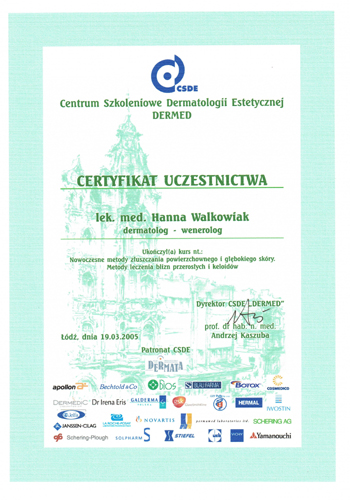 CSDE
Centrum Szkoleniowe Dermatologii Estetycznej
DERMED
CERTYFIKAT UCZESTNICTWA
lek. med. Hanna Walkowiak
dermatolog - wenerolog
Ukończył(a) kurs nt.:
Nowoczesne metody złuszczania powierzchownego i głębokiego skóry.
Metody leczenia blizn przerosłych i keloidów
Dyrektor CSDE „DERMED"
prof. dr hab. n. med.
Andrzej Kaszuba
Łódź, dnia 19.03.2005
Patronat CSDE
DERMATA
apollon
Bechtold&Co
BiOS
Botox
COSMEDICO
DERMEDIC
Dr Irena Eris
GALDERMA
HERMAL
IWOSTIN
JANSSEN-CILAG
NOVARTIS
SCHERING AG
Schering-Plough
SOLPHARM
STIEFEL
Yamanouchi